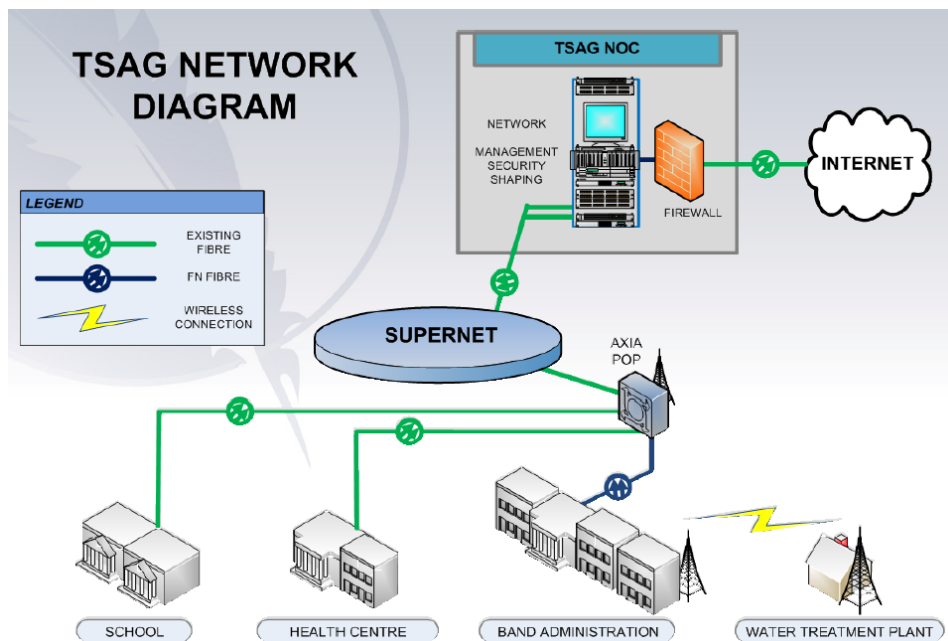 TSAG NETWORK
DIAGRAM
TSAG NOC
NETWORK
MANAGEMENT
SECURITY
SHAPING
FIREWALL
INTERNET
LEGEND
EXISTING
FIBRE
FN FIBRE
WIRELESS
CONNECTION
SUPERNET
AXIA
POP
SCHOOL
HEALTH CENTRE
BAND ADMINISTRATION
WATER TREATMENT PLANT